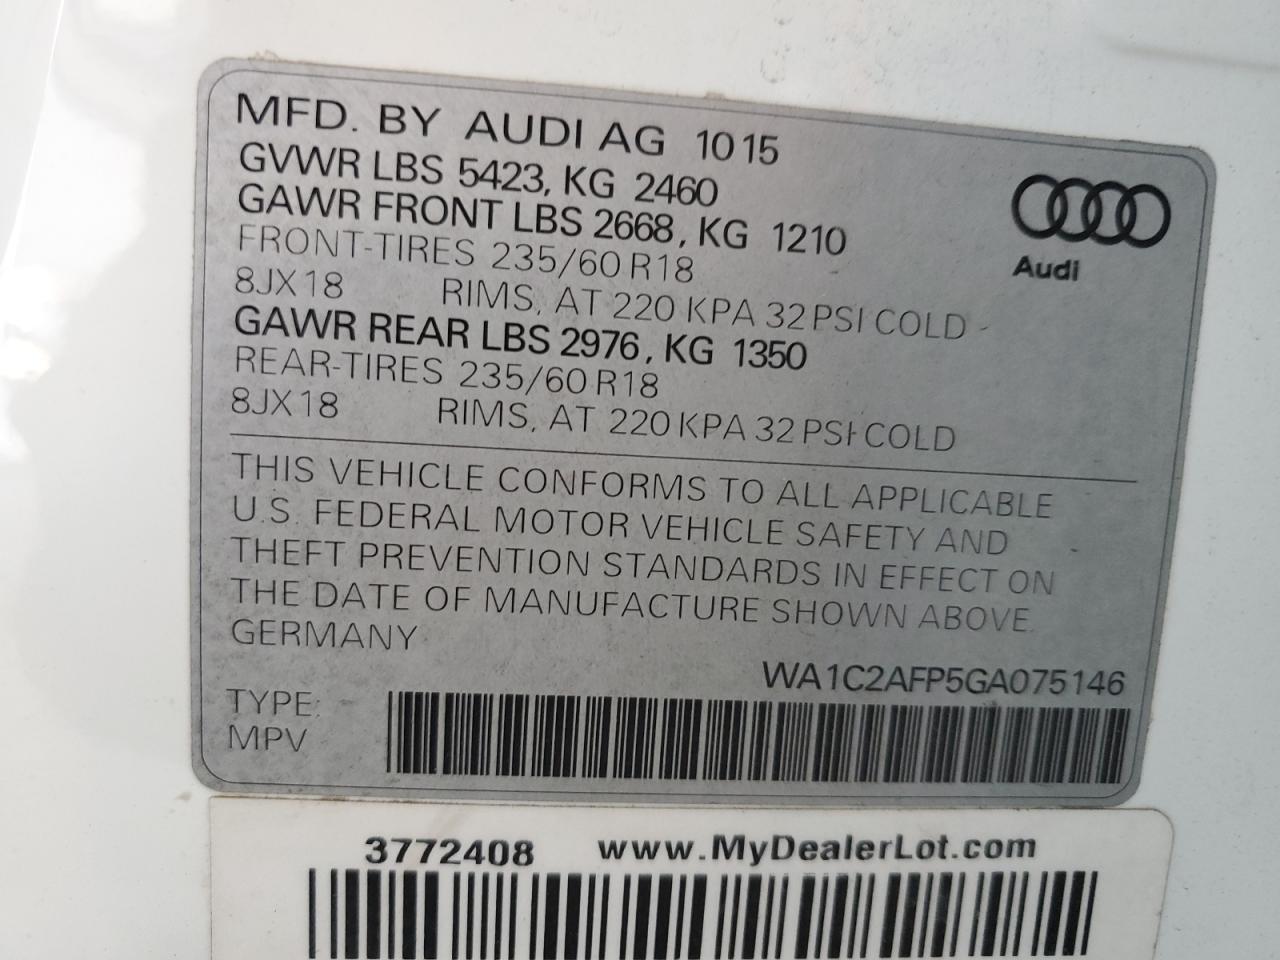 MFD. BY AUDI AG 10 15
GVWR LBS 5423, KG 2460
GAWR FRONT LBS 2668, KG 1210
FRONT-TIRES 235/60 R18
8JX18 RIMS, AT 220 KPA 32 PSI COLD
GAWR REAR LBS 2976, KG 1350
REAR-TIRES 235/60 R18
8JX18 RIMS, AT 220 KPA 32 PSI COLD
Audi
THIS VEHICLE CONFORMS TO ALL APPLICABLE
U.S. FEDERAL MOTOR VEHICLE SAFETY AND
THEFT PREVENTION STANDARDS IN EFFECT ON
THE DATE OF MANUFACTURE SHOWN ABOVE.
GERMANY
WA1C2AFP5GA075146
TYPE:
MPV
3772408 www.MyDealerLot.com